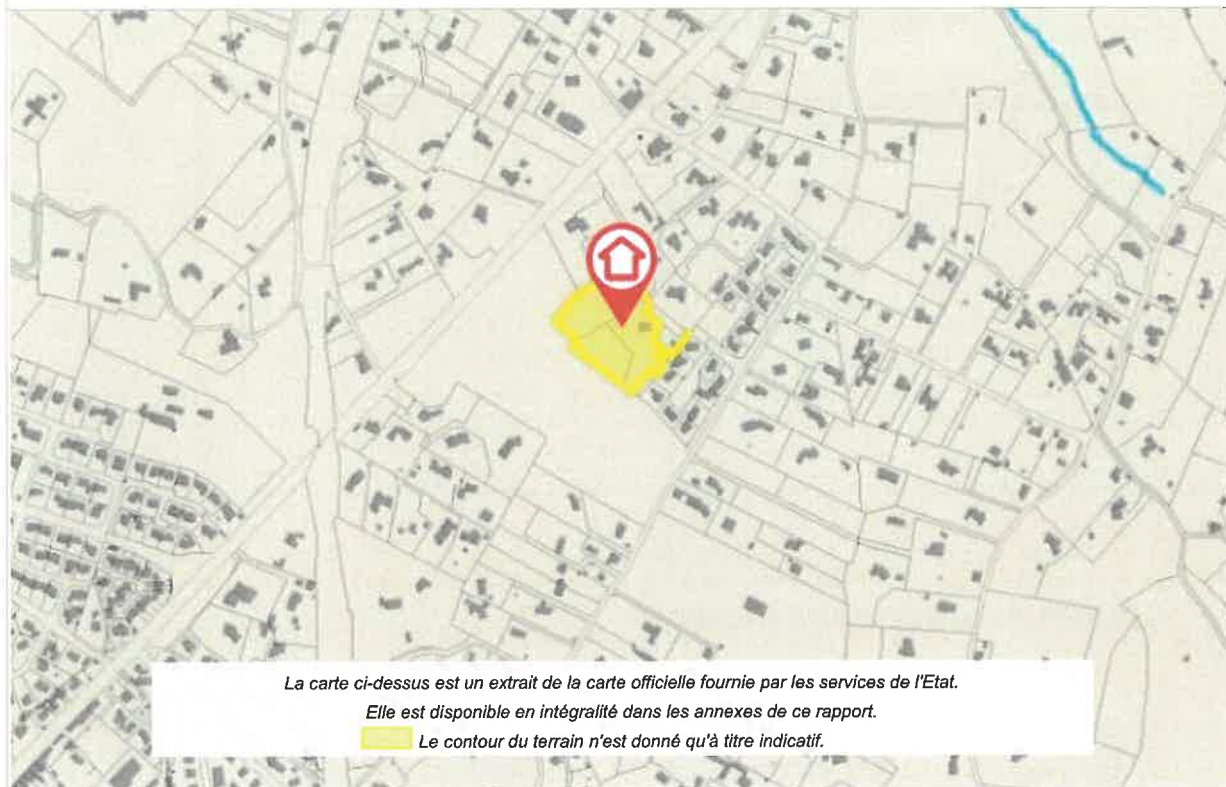 La carte ci-dessus est un extrait de la carte officielle fournie par les services de l'Etat.
Elle est disponible en intégralité dans les annexes de ce rapport.
Le contour du terrain n'est donné qu'à titre indicatif.